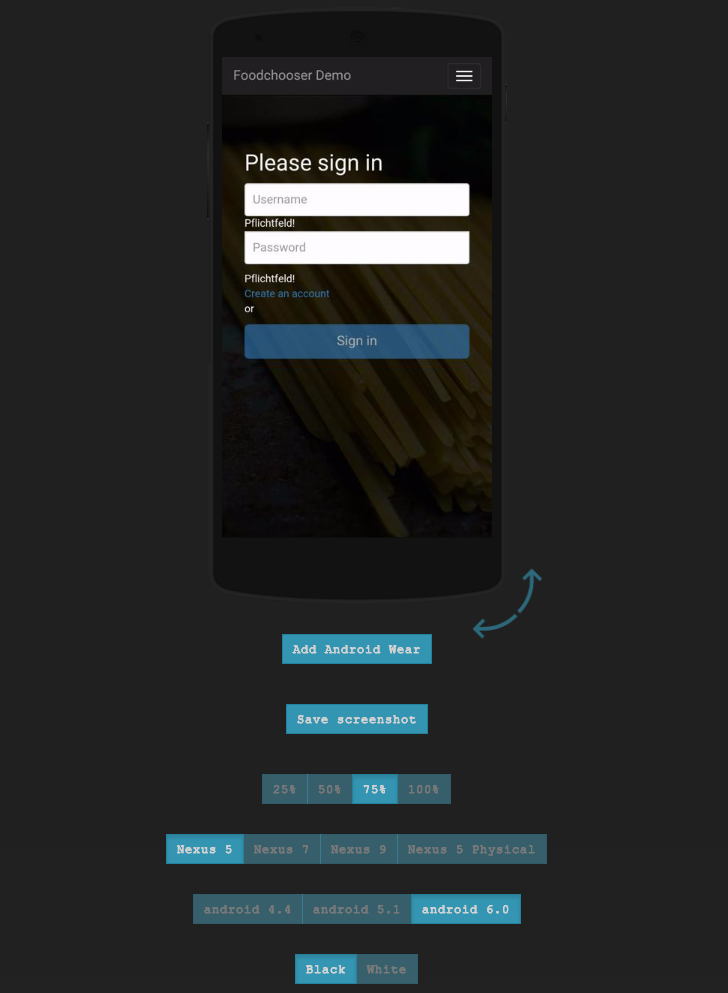 Foodchooser Demo
Please sign in
Username
Pflichtfeld!
Password
Pflichtfeld!
Create an account
or
Sign in
Add Android Wear
Save screenshot
25% 50% 75% 100%
Nexus 5 Nexus 7 Nexus 9 Nexus 5 Physical
android 4.4 android 5.1 android 6.0
Black White